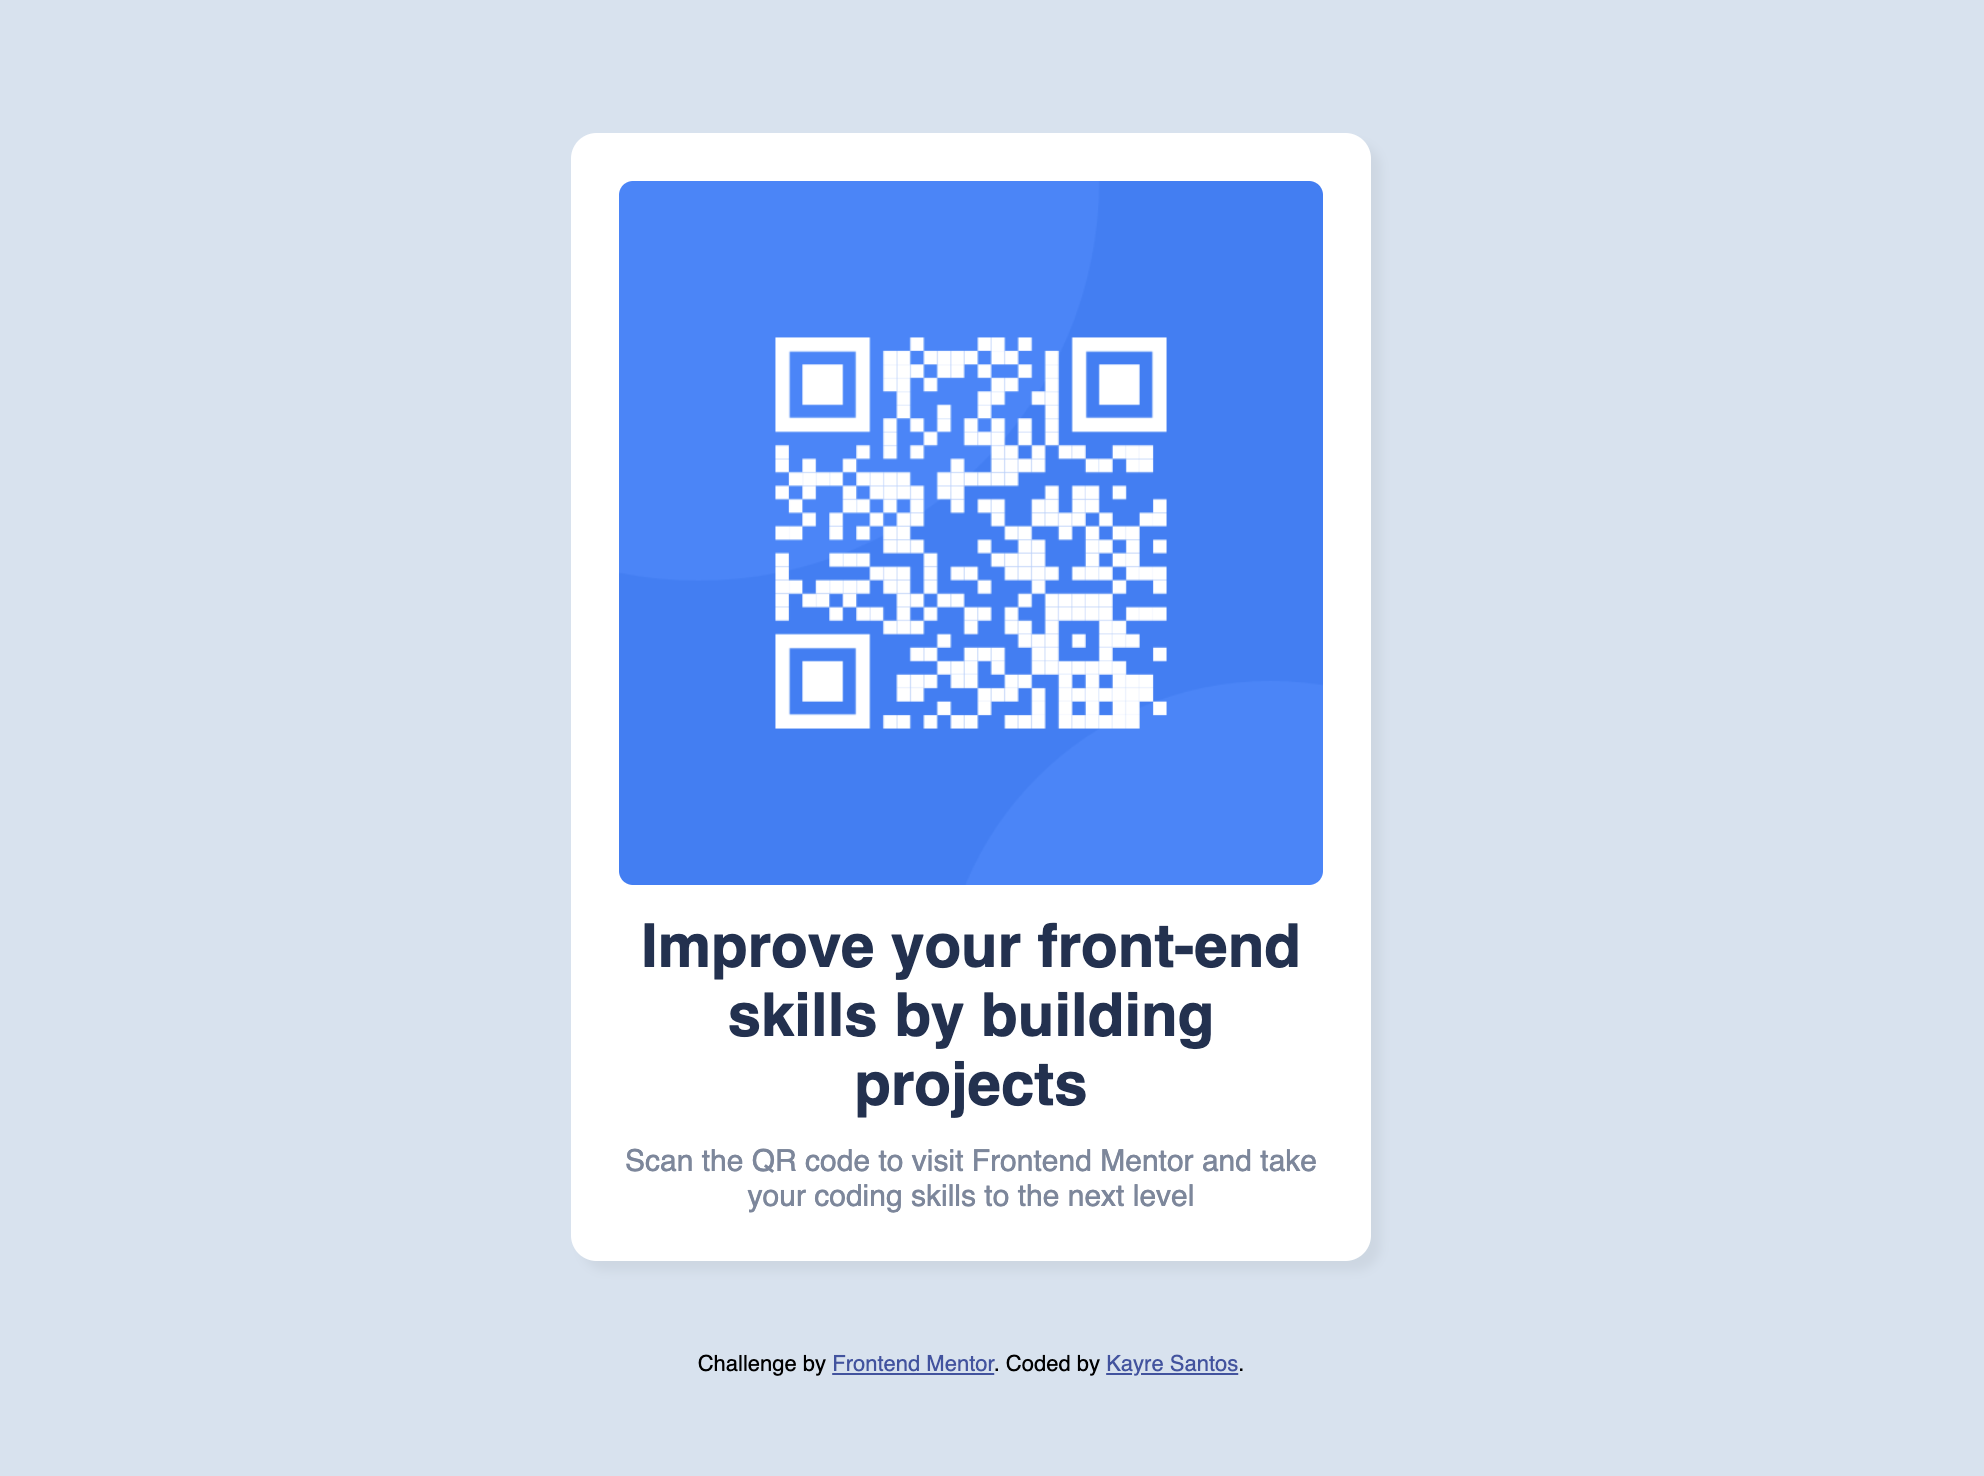 Improve your front-end
skills by building
projects
Scan the QR code to visit Frontend Mentor and take
your coding skills to the next level
Challenge by Frontend Mentor. Coded by Kayre Santos.